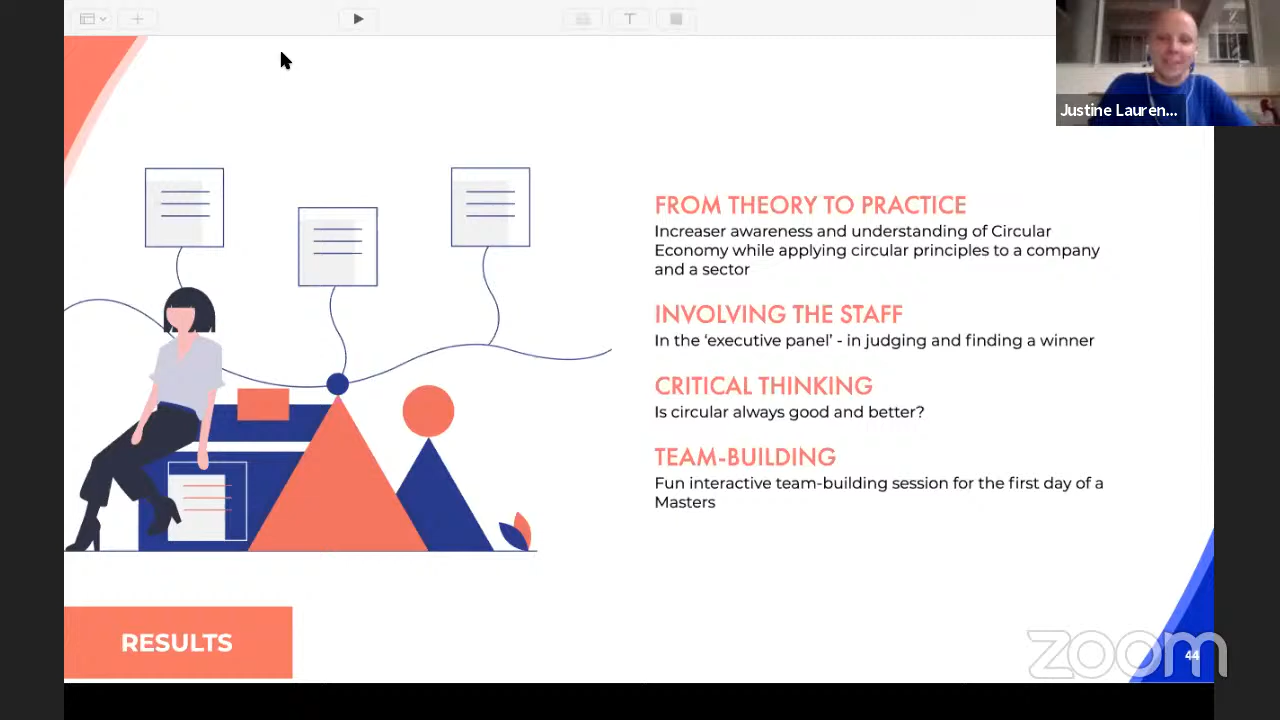 Justine Lauren...
FROM THEORY TO PRACTICE
Increaser awareness and understanding of Circular
Economy while applying circular principles to a company
and a sector
INVOLVING THE STAFF
In the 'executive panel' - in judging and finding a winner
CRITICAL THINKING
Is circular always good and better?
TEAM-BUILDING
Fun interactive team-building session for the first day of a
Masters
RESULTS
zoom
44